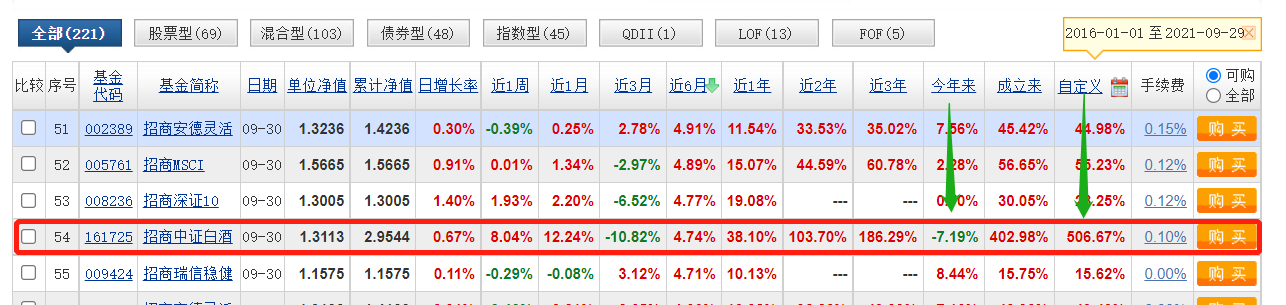 全部(221) 股票型(69) 混合型(103) 债券型(48) 指数型(45) QDII(1) LOF(13) FOF(5)
2016-01-01 至 2021-09-29
比较 序号 基金代码 基金简称 日期 单位净值 累计净值 日增长率 近1周 近1月 近3月 近6月 近1年 近2年 近3年 今年来 成立来 自定义 手续费 可购 全部
51 002389 招商安德灵活 09-30 1.3236 1.4236 0.30% -0.39% 0.25% 2.78% 4.91% 11.54% 33.53% 35.02% 7.56% 45.42% 44.98% 0.15% 购买
52 005761 招商MSCI 09-30 1.5665 1.5665 0.91% 0.01% 1.34% -2.97% 4.89% 15.07% 44.59% 60.78% 2.28% 56.65% 0.12% 购买
53 008236 招商深证10 09-30 1.3005 1.3005 1.40% 1.93% 2.20% -6.52% 4.77% 19.08% --- --- 30.05% 0.12% 购买
54 161725 招商中证白酒 09-30 1.3113 2.9544 0.67% 8.04% 12.24% -10.82% 4.74% 38.10% 103.70% 186.29% -7.19% 402.98% 506.67% 0.10% 购买
55 009424 招商瑞信稳健 09-30 1.1575 1.1575 0.11% -0.29% -0.08% 3.12% 4.71% 10.13% --- --- 8.44% 15.75% 15.62% 0.00% 购买